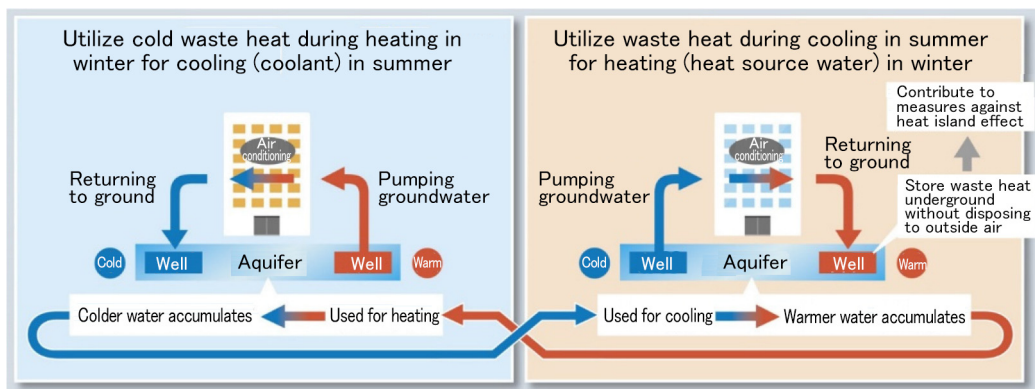 Utilize cold waste heat during heating in
winter for cooling (coolant) in summer
Air
conditioning
Returning
to ground
Pumping
groundwater
Cold
Well
Aquifer
Well
Warm
Colder water accumulates
Used for heating
Utilize waste heat during cooling in summer
for heating (heat source water) in winter
Contribute to
measures against
heat island effect
Air
conditioning
Returning
to ground
Pumping
groundwater
Store waste heat
underground
without disposing
to outside air
Cold
Well
Aquifer
Well
Warm
Used for cooling
Warmer water accumulates